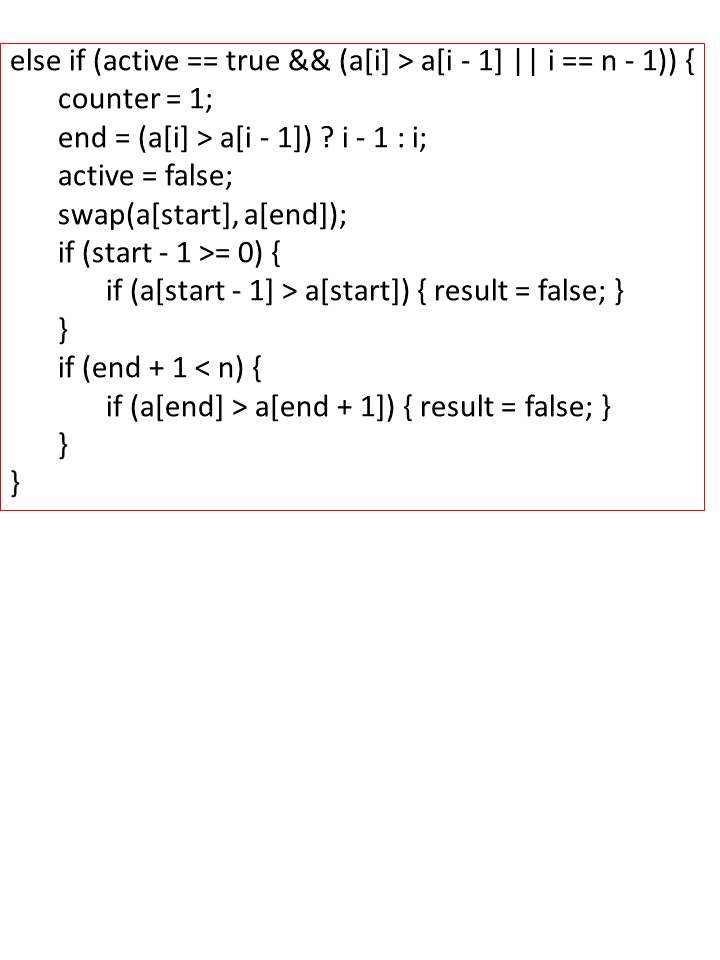 else if (active == true && (a[i] > a[i - 1] || i == n - 1)) {
counter = 1;
end = (a[i] > a[i - 1]) ? i - 1 : i;
active = false;
swap(a[start], a[end]);
if (start - 1 >= 0) {
if (a[start - 1] > a[start]) { result = false; }
}
if (end + 1 < n) {
if (a[end] > a[end + 1]) { result = false; }
}
}